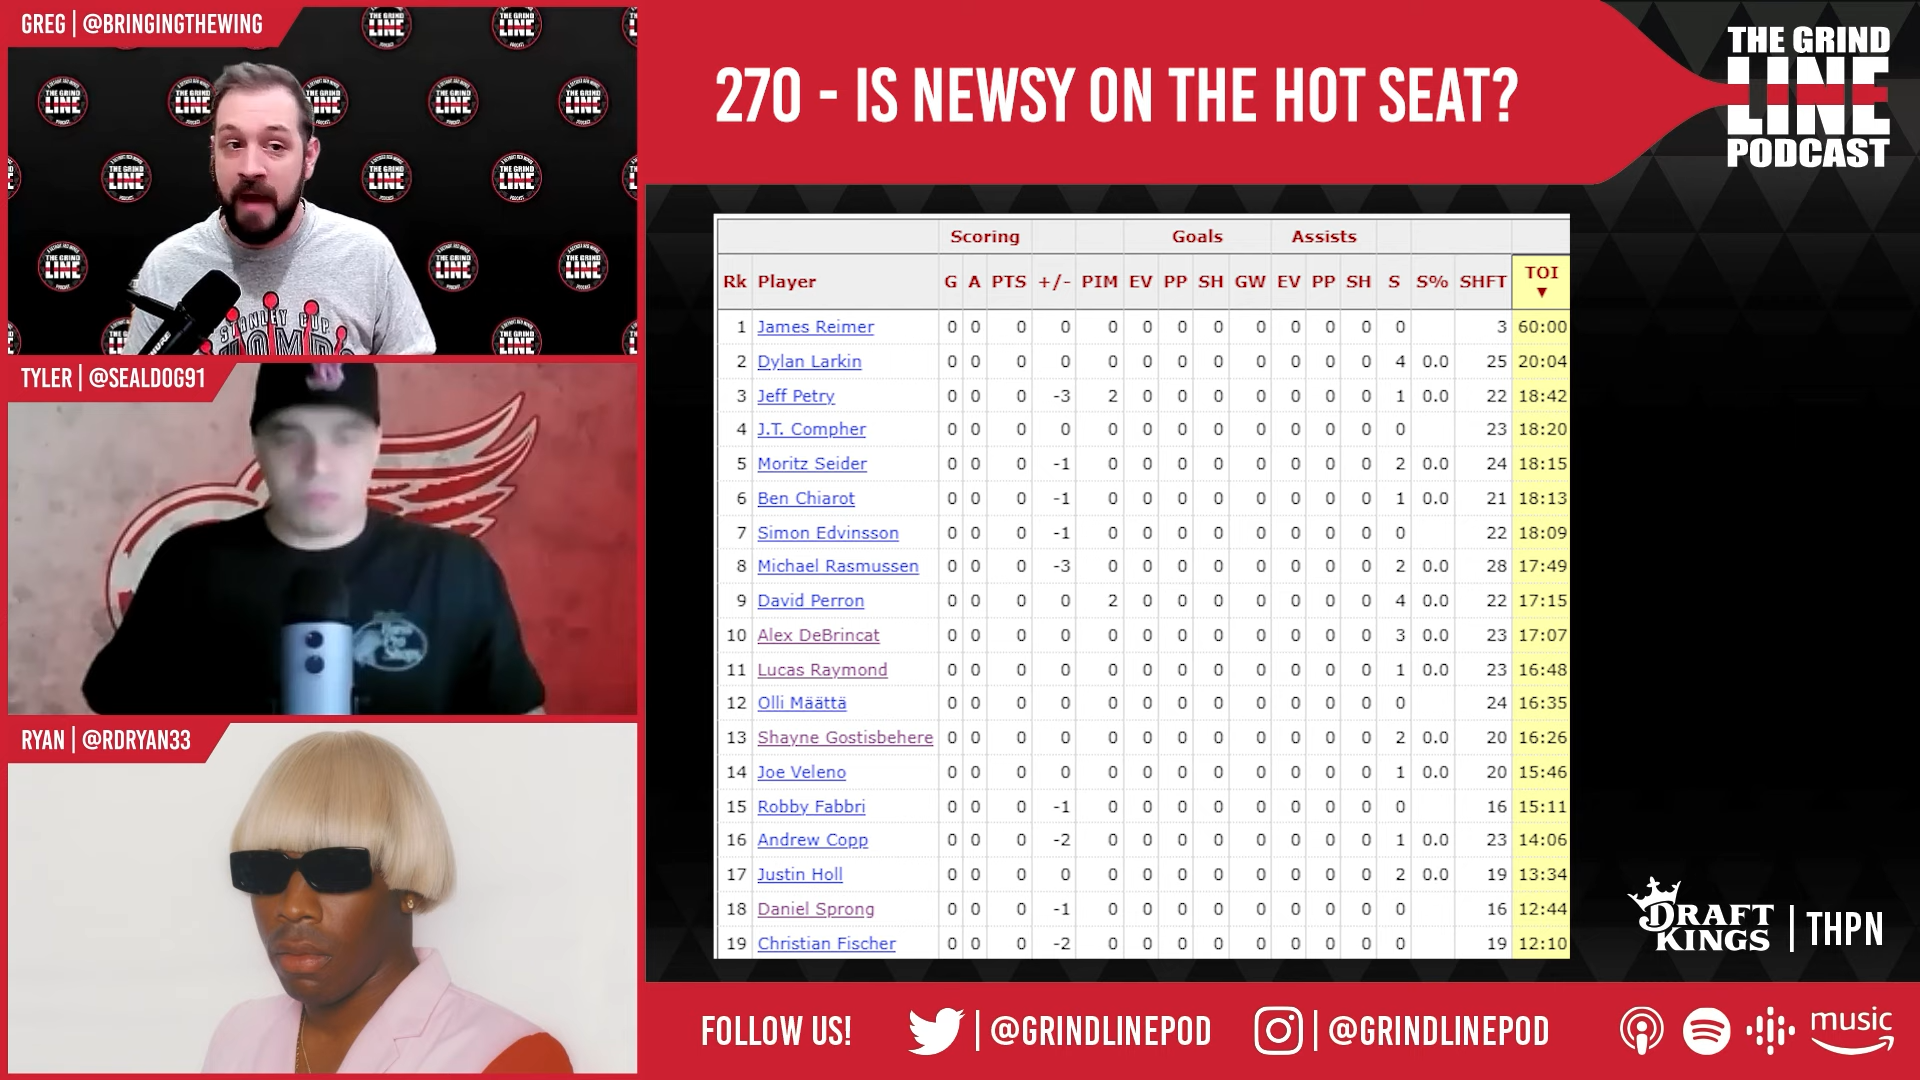 GREG | @BRINGINGTHEWING
TYLER | @SEALDOG91
RYAN | @RDRYAN33
270 - IS NEWSY ON THE HOT SEAT?
THE GRIND
LINE
PODCAST
Scoring Goals Assists
Rk Player G A PTS +/- PIM EV PP SH GW EV PP SH S S% SHFT TOI ▼
1 James Reimer 0 0 0 0 0 0 0 0 0 0 0 0 0 3 60:00
2 Dylan Larkin 0 0 0 0 0 0 0 0 0 0 0 0 4 0.0 25 20:04
3 Jeff Petry 0 0 0 -3 2 0 0 0 0 0 0 0 1 0.0 22 18:42
4 J.T. Compher 0 0 0 0 0 0 0 0 0 0 0 0 0 23 18:20
5 Moritz Seider 0 0 0 -1 0 0 0 0 0 0 0 0 2 0.0 24 18:15
6 Ben Chiarot 0 0 0 -1 0 0 0 0 0 0 0 0 1 0.0 21 18:13
7 Simon Edvinsson 0 0 0 -1 0 0 0 0 0 0 0 0 0 22 18:09
8 Michael Rasmussen 0 0 0 -3 0 0 0 0 0 0 0 0 2 0.0 28 17:49
9 David Perron 0 0 0 0 2 0 0 0 0 0 0 0 4 0.0 22 17:15
10 Alex DeBrincat 0 0 0 0 0 0 0 0 0 0 0 0 3 0.0 23 17:07
11 Lucas Raymond 0 0 0 0 0 0 0 0 0 0 0 0 1 0.0 23 16:48
12 Olli Määttä 0 0 0 0 0 0 0 0 0 0 0 0 0 24 16:35
13 Shayne Gostisbehere 0 0 0 0 0 0 0 0 0 0 0 0 2 0.0 20 16:26
14 Joe Veleno 0 0 0 0 0 0 0 0 0 0 0 0 1 0.0 20 15:46
15 Robby Fabbri 0 0 0 -1 0 0 0 0 0 0 0 0 0 16 15:11
16 Andrew Copp 0 0 0 -2 0 0 0 0 0 0 0 0 1 0.0 23 14:06
17 Justin Holl 0 0 0 0 0 0 0 0 0 0 0 0 2 0.0 19 13:34
18 Daniel Sprong 0 0 0 -1 0 0 0 0 0 0 0 0 0 16 12:44
19 Christian Fischer 0 0 0 -2 0 0 0 0 0 0 0 0 0 19 12:10
DRAFT
KINGS | THPN
FOLLOW US! | @GRINDLINEPOD | @GRINDLINEPOD music
STANLEY CUP